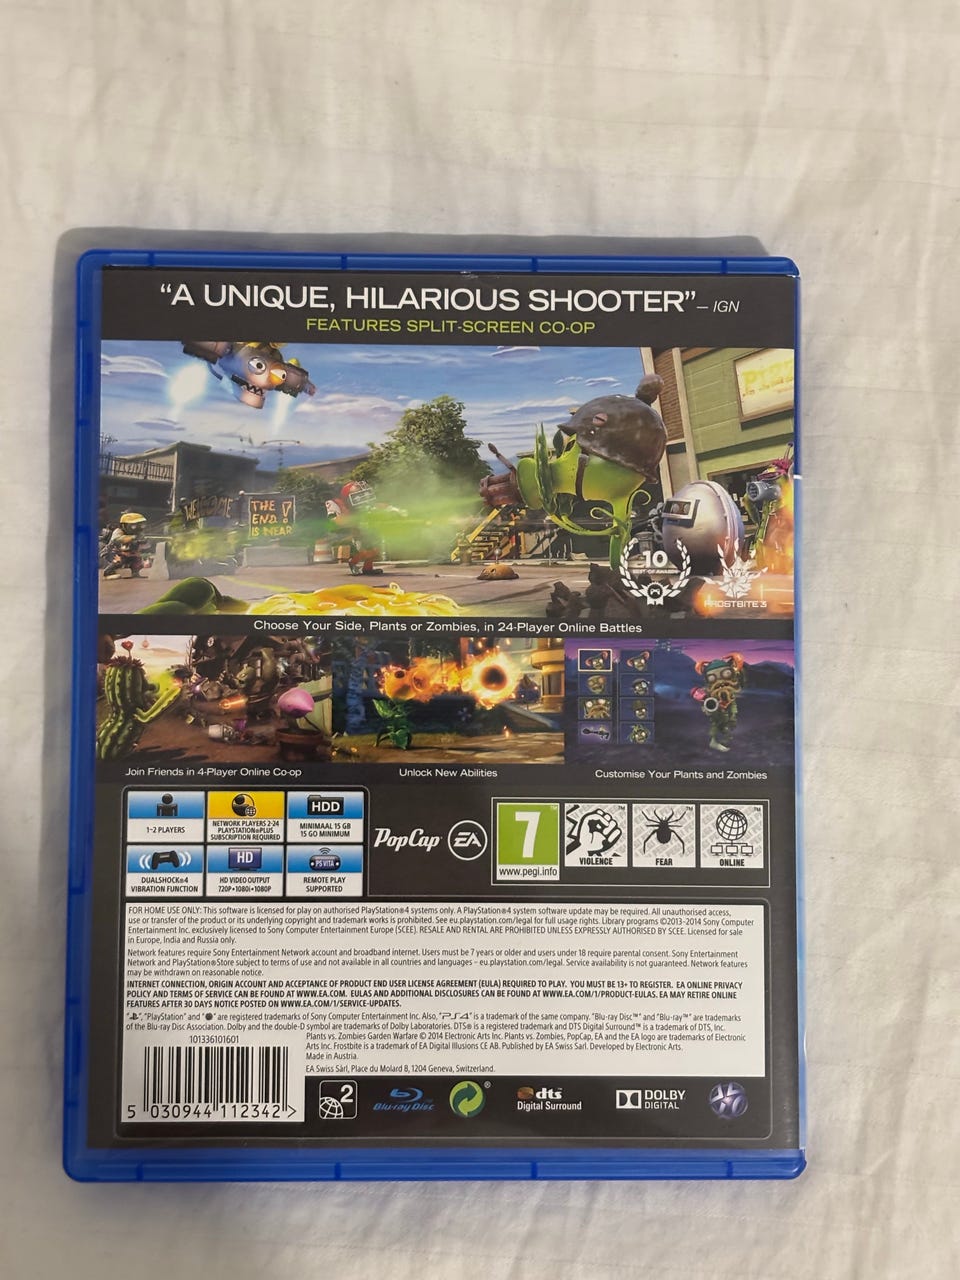 “A UNIQUE, HILARIOUS SHOOTER” – IGN
FEATURES SPLIT-SCREEN CO-OP
WELCOME
THE
END!
IS NEAR
10
BEST OF AWARDS
FROSTBITE 3
Choose Your Side, Plants or Zombies, in 24-Player Online Battles
Join Friends in 4-Player Online Co-op
Unlock New Abilities
Customise Your Plants and Zombies
1-2 PLAYERS
NETWORK PLAYERS 2-24
PLAYSTATION®PLUS
SUBSCRIPTION REQUIRED
HDD
MINIMAAL 15 GB
15 GO MINIMUM
DUALSHOCK®4
VIBRATION FUNCTION
HD
HD VIDEO OUTPUT
720P•1080i•1080P
PS VITA
REMOTE PLAY
SUPPORTED
PopCap
EA
7
www.pegi.info
VIOLENCE
FEAR
ONLINE
FOR HOME USE ONLY: This software is licensed for play on authorised PlayStation®4 systems only. A PlayStation®4 system software update may be required. All unauthorised access,
use or transfer of the product or its underlying copyright and trademark works is prohibited. See eu.playstation.com/legal for full usage rights. Library programs ©2013-2014 Sony Computer
Entertainment Inc. exclusively licensed to Sony Computer Entertainment Europe (SCEE). RESALE AND RENTAL ARE PROHIBITED UNLESS EXPRESSLY AUTHORISED BY SCEE. Licensed for sale
in Europe, India and Russia only.
Network features require Sony Entertainment Network account and broadband internet. Users must be 7 years or older and users under 18 require parental consent. Sony Entertainment
Network and PlayStation®Store subject to terms of use and not available in all countries and languages – eu.playstation.com/legal. Service availability is not guaranteed. Network features
may be withdrawn on reasonable notice.
INTERNET CONNECTION, ORIGIN ACCOUNT AND ACCEPTANCE OF PRODUCT END USER LICENSE AGREEMENT (EULA) REQUIRED TO PLAY. YOU MUST BE 13+ TO REGISTER. EA ONLINE PRIVACY
POLICY AND TERMS OF SERVICE CAN BE FOUND AT WWW.EA.COM. EULAS AND ADDITIONAL DISCLOSURES CAN BE FOUND AT WWW.EA.COM/1/PRODUCT-EULAS. EA MAY RETIRE ONLINE
FEATURES AFTER 30 DAYS NOTICE POSTED ON WWW.EA.COM/1/SERVICE-UPDATES.
“PlayStation” and are registered trademarks of Sony Computer Entertainment Inc. Also, “PS4” is a trademark of the same company. “Blu-ray Disc™” and “Blu-ray™” are trademarks
of the Blu-ray Disc Association. Dolby and the double-D symbol are trademarks of Dolby Laboratories. DTS® is a registered trademark and DTS Digital Surround™ is a trademark of DTS, Inc.
Plants vs. Zombies Garden Warfare © 2014 Electronic Arts Inc. Plants vs. Zombies, PopCap, EA and the EA logo are trademarks of Electronic
Arts Inc. Frostbite is a trademark of EA Digital Illusions CE AB. Published by EA Swiss Sarl. Developed by Electronic Arts.
Made in Austria.
EA Swiss Sàrl, Place du Molard 8, 1204 Geneva, Switzerland.
101336101601
5 030944 112342 >
2
Blu-ray Disc
dts
Digital Surround
DOLBY
DIGITAL